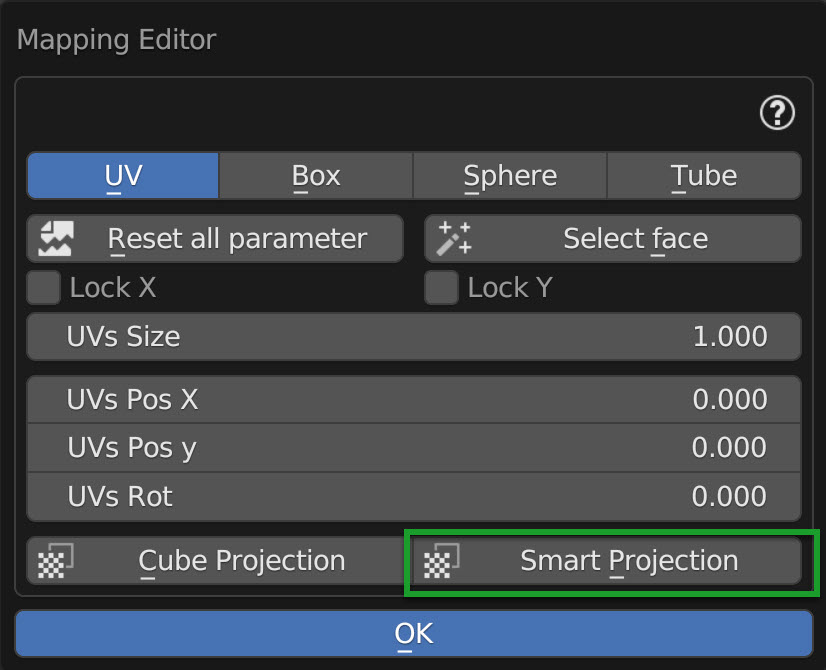 Mapping Editor
?
UV Box Sphere Tube
Reset all parameter Select face
Lock X Lock Y
UVs Size 1.000
UVs Pos X 0.000
UVs Pos y 0.000
UVs Rot 0.000
Cube Projection Smart Projection
OK